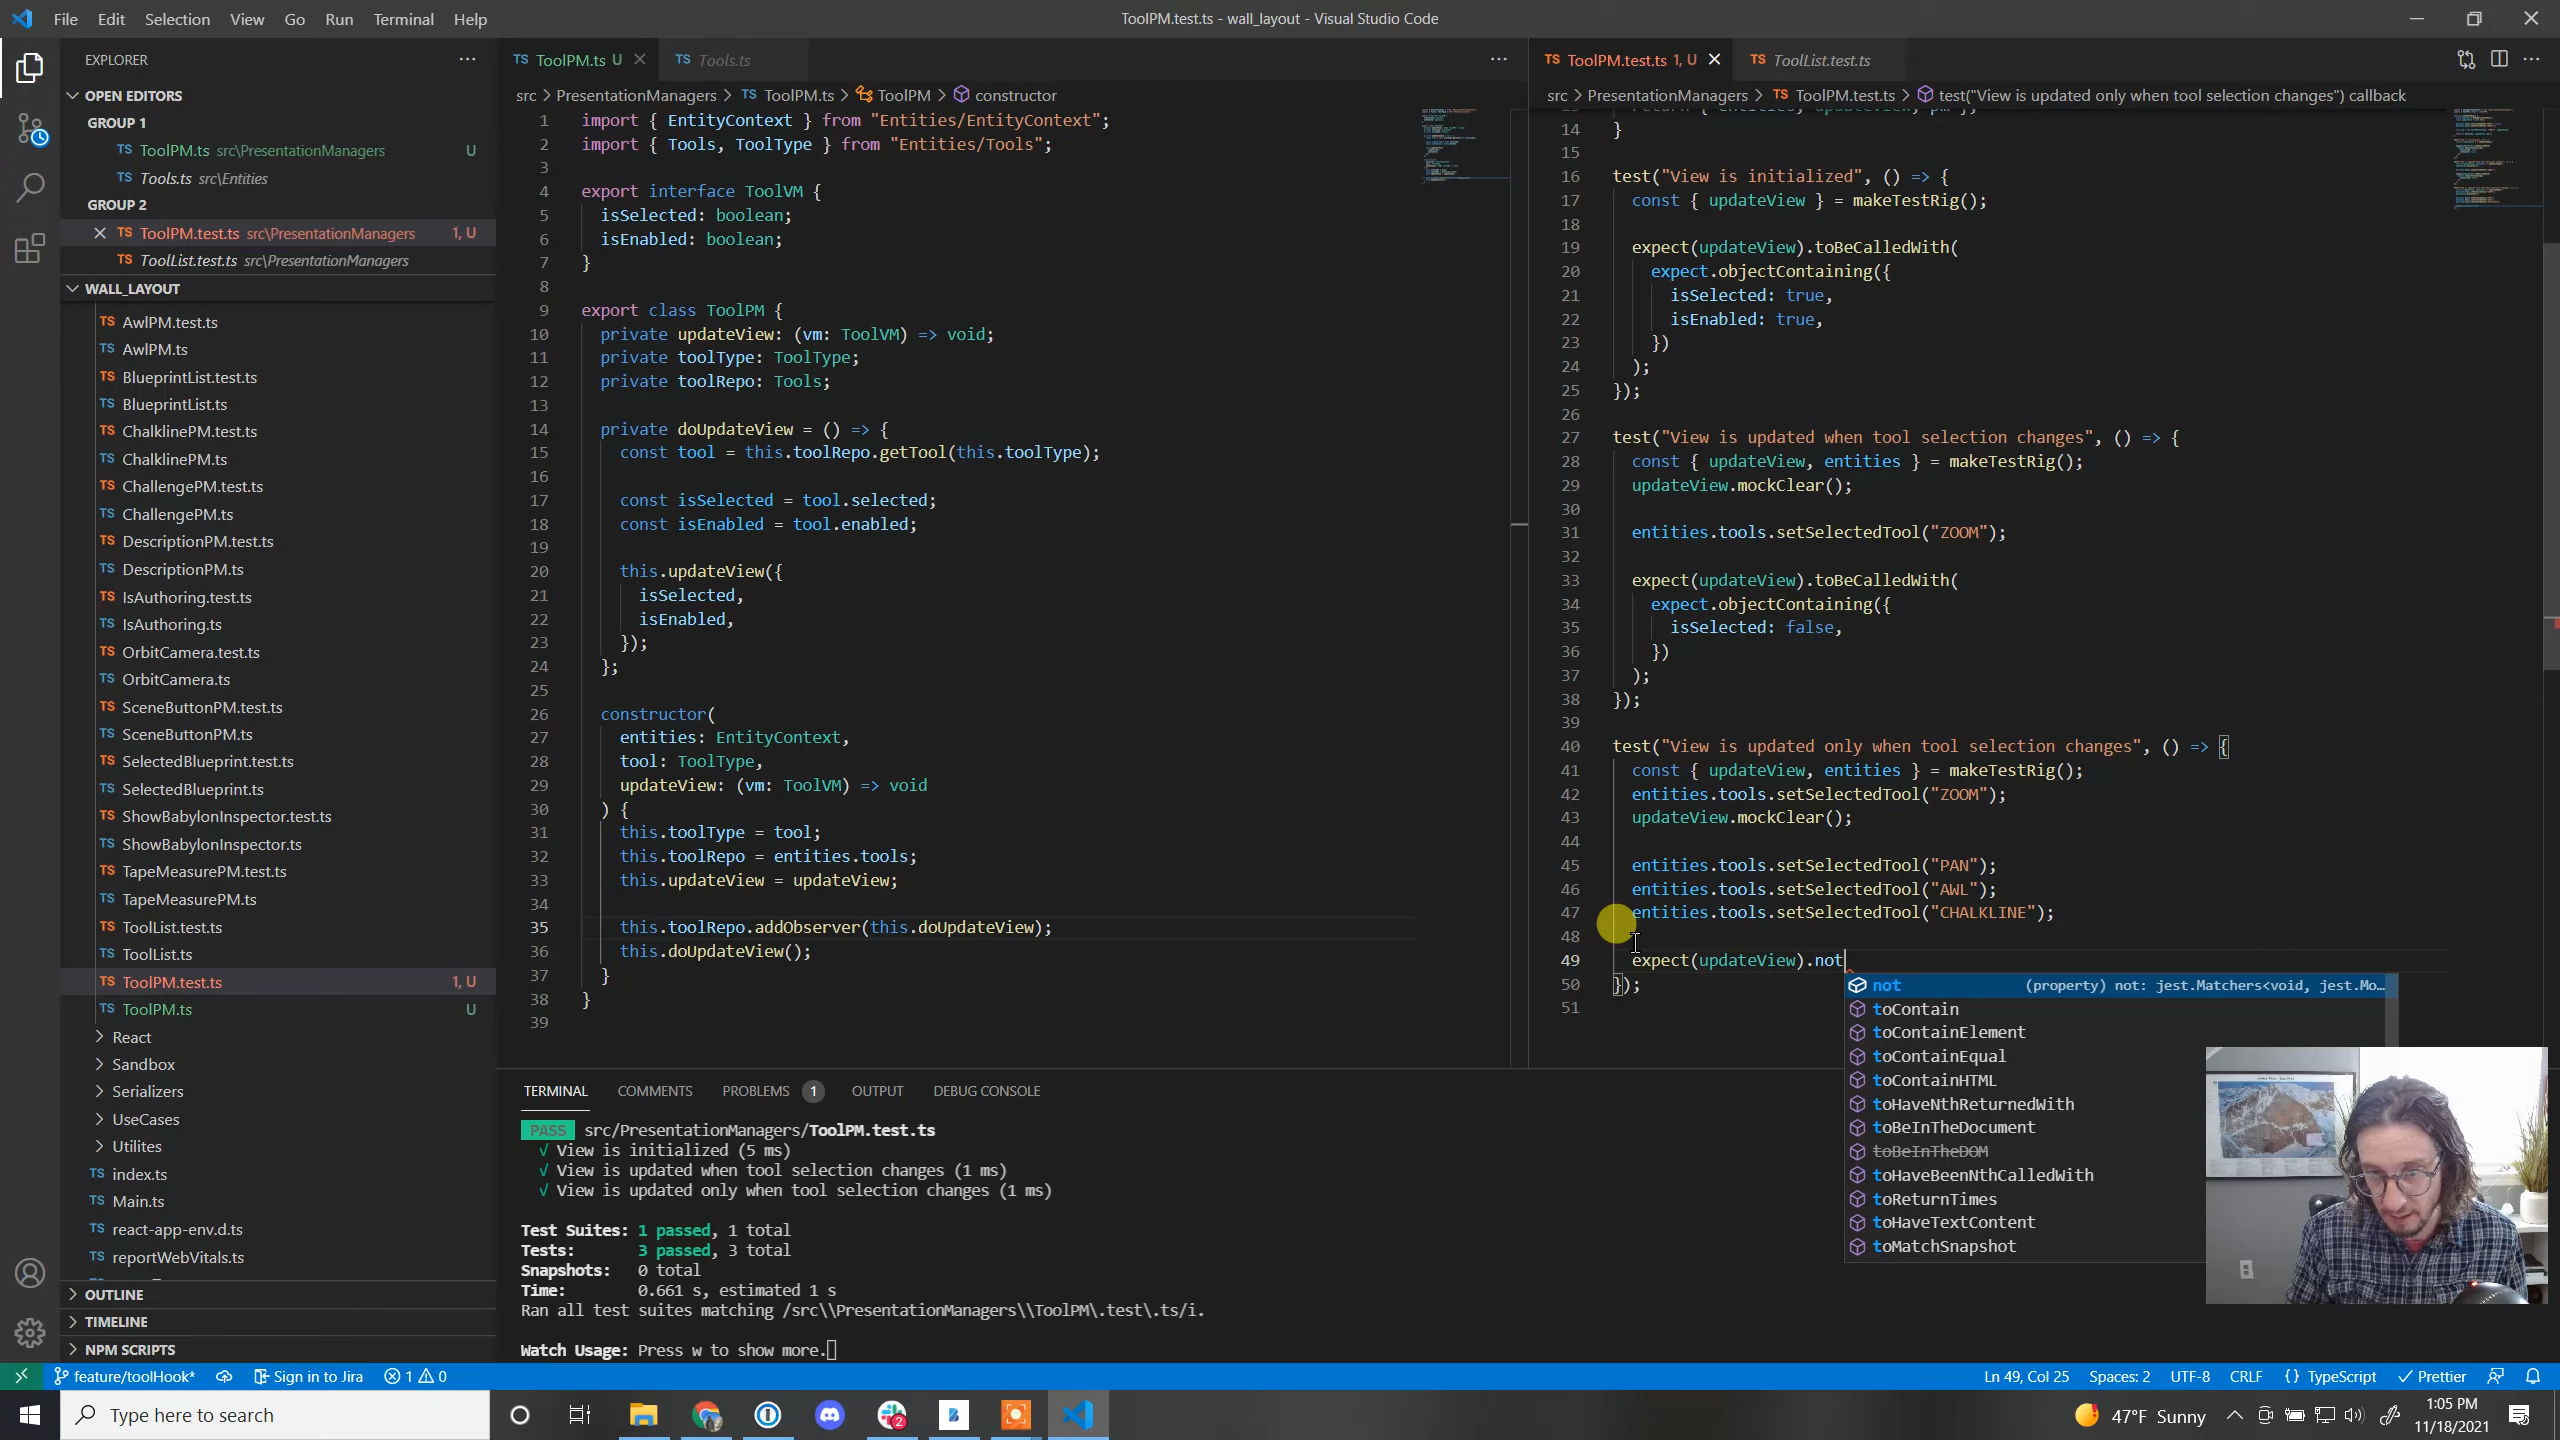 File Edit Selection View Go Run Terminal Help
ToolPM.test.ts - wall_layout - Visual Studio Code
EXPLORER
OPEN EDITORS
GROUP 1
TS ToolPM.ts src\PresentationManagers U
TS Tools.ts src\Entities
GROUP 2
TS ToolPM.test.ts src\PresentationManagers 1, U
TS ToolList.test.ts src\PresentationManagers
WALL_LAYOUT
TS AwlPM.test.ts
TS AwlPM.ts
TS BlueprintList.test.ts
TS BlueprintList.ts
TS ChalklinePM.test.ts
TS ChalklinePM.ts
TS ChallengePM.test.ts
TS ChallengePM.ts
TS DescriptionPM.test.ts
TS DescriptionPM.ts
TS IsAuthoring.test.ts
TS IsAuthoring.ts
TS OrbitCamera.test.ts
TS OrbitCamera.ts
TS SceneButtonPM.test.ts
TS SceneButtonPM.ts
TS SelectedBlueprint.test.ts
TS SelectedBlueprint.ts
TS ShowBabylonInspector.test.ts
TS ShowBabylonInspector.ts
TS TapeMeasurePM.test.ts
TS TapeMeasurePM.ts
TS ToolList.test.ts
TS ToolList.ts
TS ToolPM.test.ts 1, U
TS ToolPM.ts U
React
Sandbox
Serializers
UseCases
Utilites
TS index.ts
TS Main.ts
TS react-app-env.d.ts
TS reportWebVitals.ts
OUTLINE
TIMELINE
NPM SCRIPTS
TS ToolPM.ts U
TS Tools.ts
src > PresentationManagers > TS ToolPM.ts > ToolPM > constructor
1 import { EntityContext } from "Entities/EntityContext";
2 import { Tools, ToolType } from "Entities/Tools";
3
4 export interface ToolVM {
5 isSelected: boolean;
6 isEnabled: boolean;
7 }
8
9 export class ToolPM {
10 private updateView: (vm: ToolVM) => void;
11 private toolType: ToolType;
12 private toolRepo: Tools;
13
14 private doUpdateView = () => {
15 const tool = this.toolRepo.getTool(this.toolType);
16
17 const isSelected = tool.selected;
18 const isEnabled = tool.enabled;
19
20 this.updateView({
21 isSelected,
22 isEnabled,
23 });
24 };
25
26 constructor(
27 entities: EntityContext,
28 tool: ToolType,
29 updateView: (vm: ToolVM) => void
30 ) {
31 this.toolType = tool;
32 this.toolRepo = entities.tools;
33 this.updateView = updateView;
34
35 this.toolRepo.addObserver(this.doUpdateView);
36 this.doUpdateView();
37 }
38 }
39
TS ToolPM.test.ts 1, U
TS ToolList.test.ts
src > PresentationManagers > TS ToolPM.test.ts > test("View is updated only when tool selection changes") callback
14 }
15
16 test("View is initialized", () => {
17 const { updateView } = makeTestRig();
18
19 expect(updateView).toBeCalledWith(
20 expect.objectContaining({
21 isSelected: true,
22 isEnabled: true,
23 })
24 );
25 });
26
27 test("View is updated when tool selection changes", () => {
28 const { updateView, entities } = makeTestRig();
29 updateView.mockClear();
30
31 entities.tools.setSelectedTool("ZOOM");
32
33 expect(updateView).toBeCalledWith(
34 expect.objectContaining({
35 isSelected: false,
36 })
37 );
38 });
39
40 test("View is updated only when tool selection changes", () => {
41 const { updateView, entities } = makeTestRig();
42 entities.tools.setSelectedTool("ZOOM");
43 updateView.mockClear();
44
45 entities.tools.setSelectedTool("PAN");
46 entities.tools.setSelectedTool("AWL");
47 entities.tools.setSelectedTool("CHALKLINE");
48
49 expect(updateView).not
50 });
51
not (property) not: jest.Matchers<void, jest.Mo...
toContain
toContainElement
toContainEqual
toContainHTML
toHaveNthReturnedWith
toBeInTheDocument
toBeInTheDOM
toHaveBeenNthCalledWith
toReturnTimes
toHaveTextContent
toMatchSnapshot
TERMINAL COMMENTS PROBLEMS 1 OUTPUT DEBUG CONSOLE
PASS src/PresentationManagers/ToolPM.test.ts
√ View is initialized (5 ms)
√ View is updated when tool selection changes (1 ms)
√ View is updated only when tool selection changes (1 ms)
Test Suites: 1 passed, 1 total
Tests: 3 passed, 3 total
Snapshots: 0 total
Time: 0.661 s, estimated 1 s
Ran all test suites matching /src\\PresentationManagers\\ToolPM\.test\.ts/i.
Watch Usage: Press w to show more.
feature/toolHook* Sign in to Jira 1 0
Ln 49, Col 25 Spaces: 2 UTF-8 CRLF {} TypeScript Prettier
Type here to search
2
47°F Sunny
1:05 PM
11/18/2021